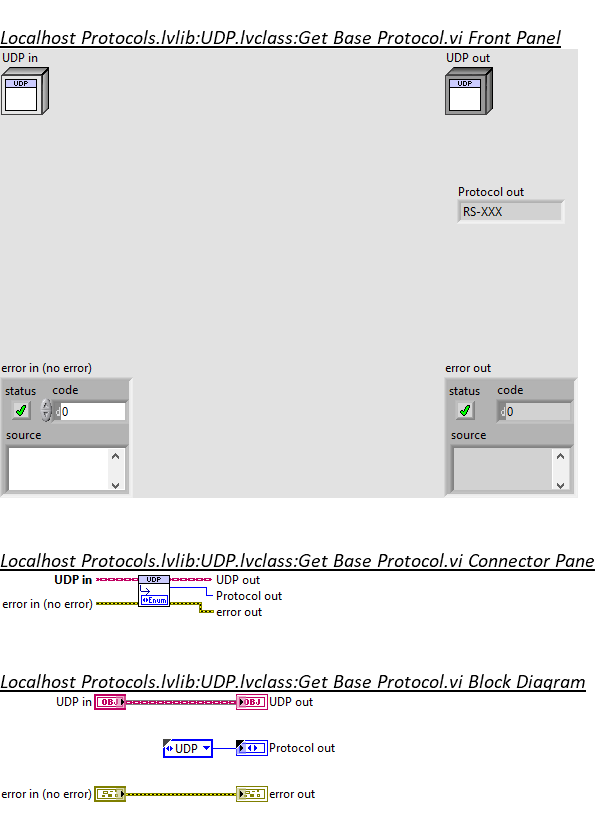 Localhost Protocols.lvlib:UDP.lvclass:Get Base Protocol.vi Front Panel
UDP in
UDP out
UDP
UDP
Protocol out
RS-XXX
error in (no error)
error out
status code
status code
d 0
d 0
source
source
Localhost Protocols.lvlib:UDP.lvclass:Get Base Protocol.vi Connector Pane
UDP in
UDP
UDP out
Protocol out
error in (no error)
Enum
error out
Localhost Protocols.lvlib:UDP.lvclass:Get Base Protocol.vi Block Diagram
UDP in OBJ OBJ UDP out
UDP Protocol out
error in (no error) error out